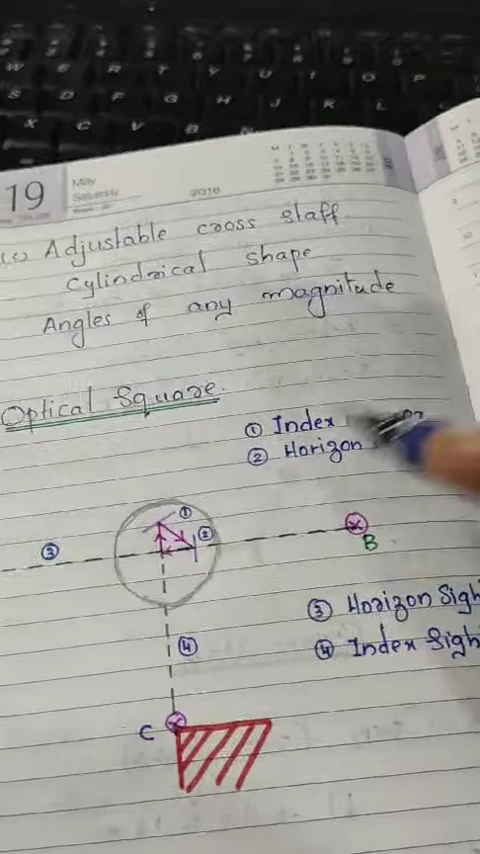 19
May
Saturday
2018
Adjustable cross staff
Cylindrical shape
Angles of any magnitude
Optical Square.
① Index
② Horizon
①
②
③
B
③ Horizon Sigh
④ Index Sigh
④
C